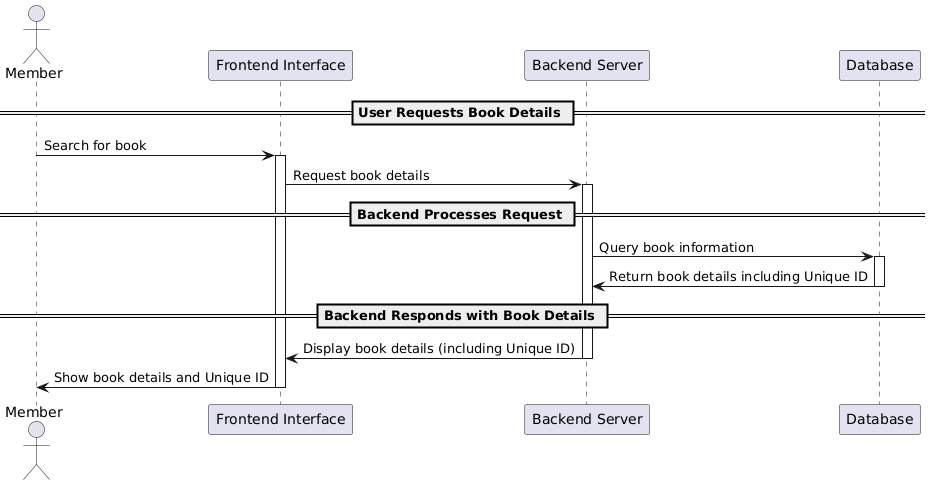 Member
Frontend Interface
Backend Server
Database
User Requests Book Details
Search for book
Request book details
Backend Processes Request
Query book information
Return book details including Unique ID
Backend Responds with Book Details
Display book details (including Unique ID)
Show book details and Unique ID
Member
Frontend Interface
Backend Server
Database